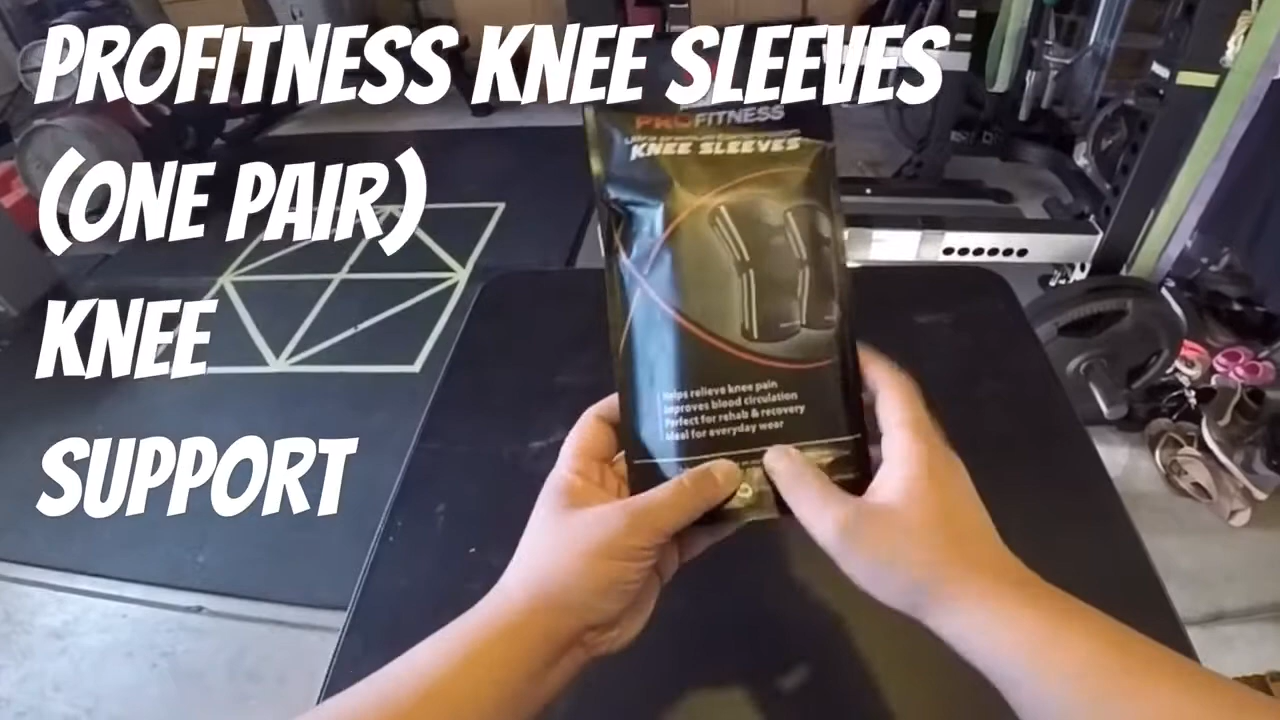 PROFITNESS KNEE SLEEVES
(ONE PAIR)
KNEE
SUPPORT
PROFITNESS
KNEE SLEEVES
Helps relieve knee pain
Improves blood circulation
Perfect for rehab & recovery
Ideal for everyday wear